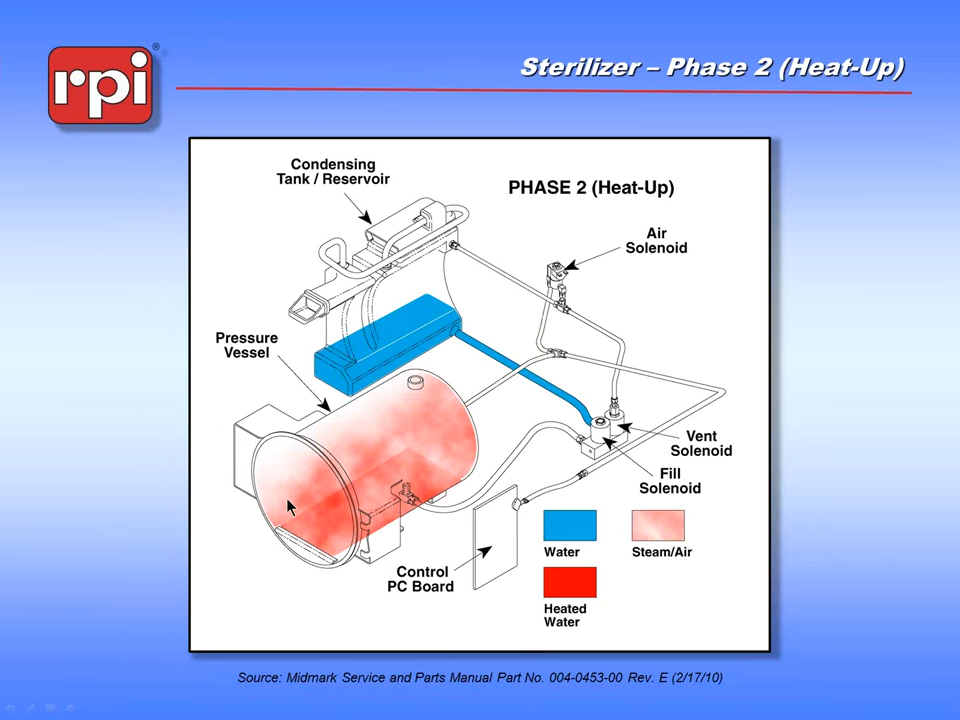 rpi®
Sterilizer – Phase 2 (Heat-Up)
Condensing
Tank / Reservoir
PHASE 2 (Heat-Up)
Air
Solenoid
Pressure
Vessel
Vent
Solenoid
Fill
Solenoid
Control
PC Board
Water
Steam/Air
Heated
Water
Source: Midmark Service and Parts Manual Part No. 004-0453-00 Rev. E (2/17/10)